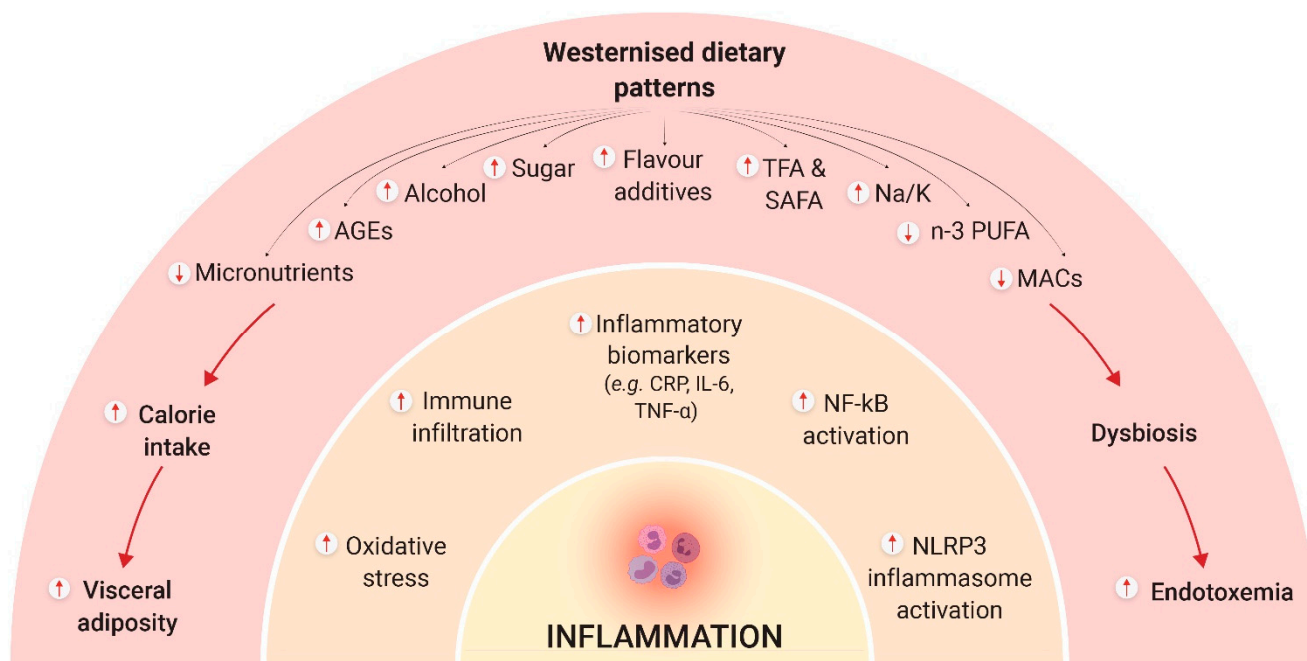 Westernised dietary
patterns
Sugar
Flavour
additives
TFA &
SAFA
Alcohol
Na/K
AGEs
n-3 PUFA
Micronutrients
MACs
Inflammatory
biomarkers
(e.g. CRP, IL-6,
TNF-α)
Calorie
intake
Immune
infiltration
NF-kB
activation
Dysbiosis
Oxidative
stress
NLRP3
inflammasome
activation
Visceral
adiposity
Endotoxemia
INFLAMMATION